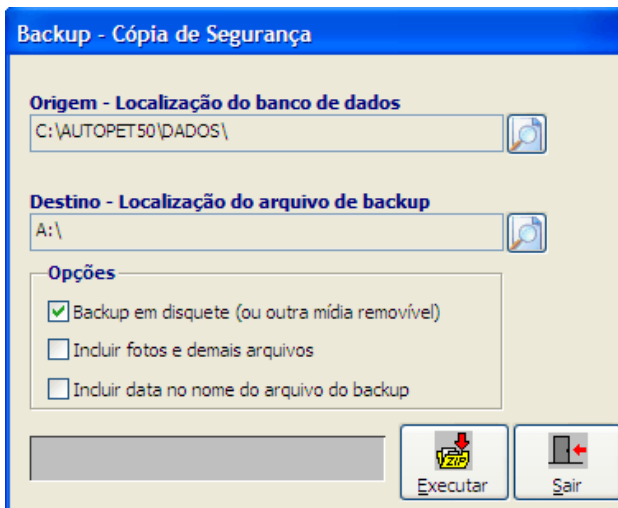 Backup - Cópia de Segurança
Origem - Localização do banco de dados
C:\AUTOPET50\DADOS\
Destino - Localização do arquivo de backup
A:\
Opções
Backup em disquete (ou outra mídia removível)
Incluir fotos e demais arquivos
Incluir data no nome do arquivo do backup
ZIP
Executar
Sair